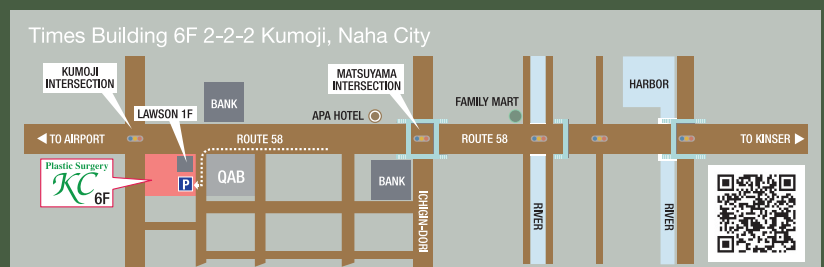 Times Building 6F 2-2-2 Kumoji, Naha City
KUMOJI
INTERSECTION
LAWSON 1F
BANK
APA HOTEL
MATSUYAMA
INTERSECTION
FAMILY MART
HARBOR
TO AIRPORT
ROUTE 58
ROUTE 58
TO KINSER
Plastic Surgery
KC
6F
P
QAB
BANK
ICHIGIN-DORI
RIVER
RIVER